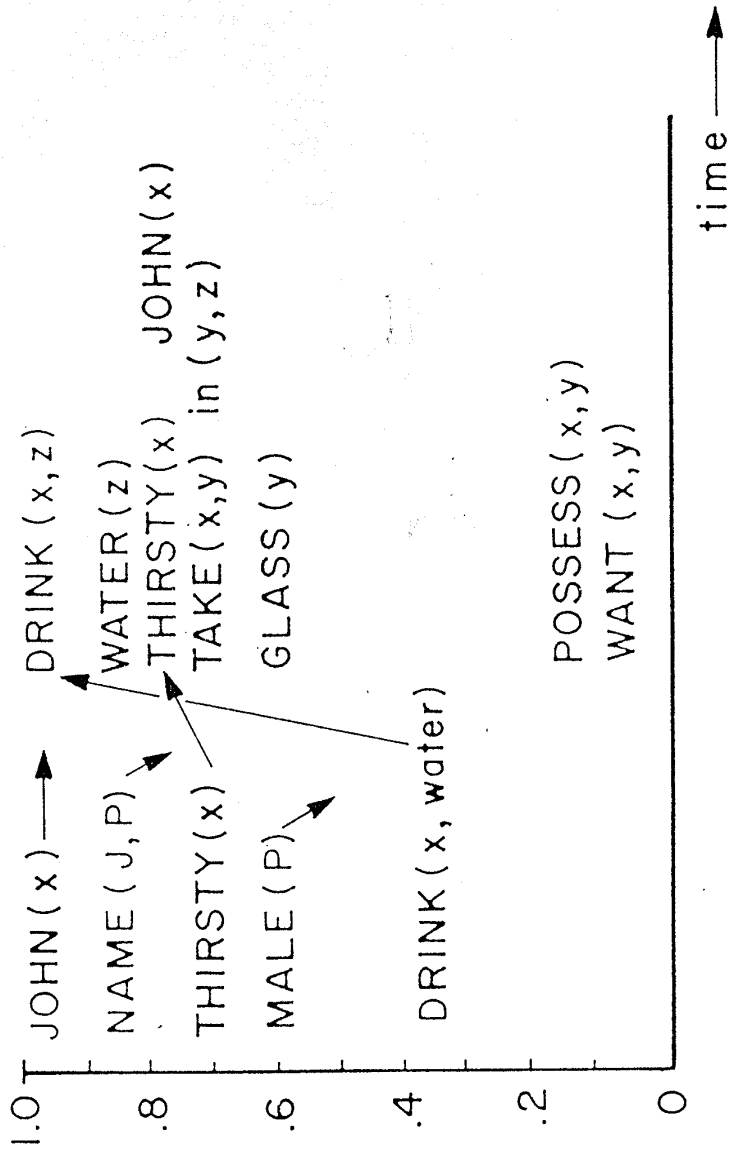 1.0
.8
.6
.4
.2
0
JOHN (x)
NAME (J,P)
THIRSTY (x)
MALE (P)
DRINK (x, water)
DRINK (x,z)
WATER (z)
THIRSTY (x) JOHN (x)
TAKE (x,y) in (y,z)
GLASS (y)
POSSESS (x,y)
WANT (x,y)
time